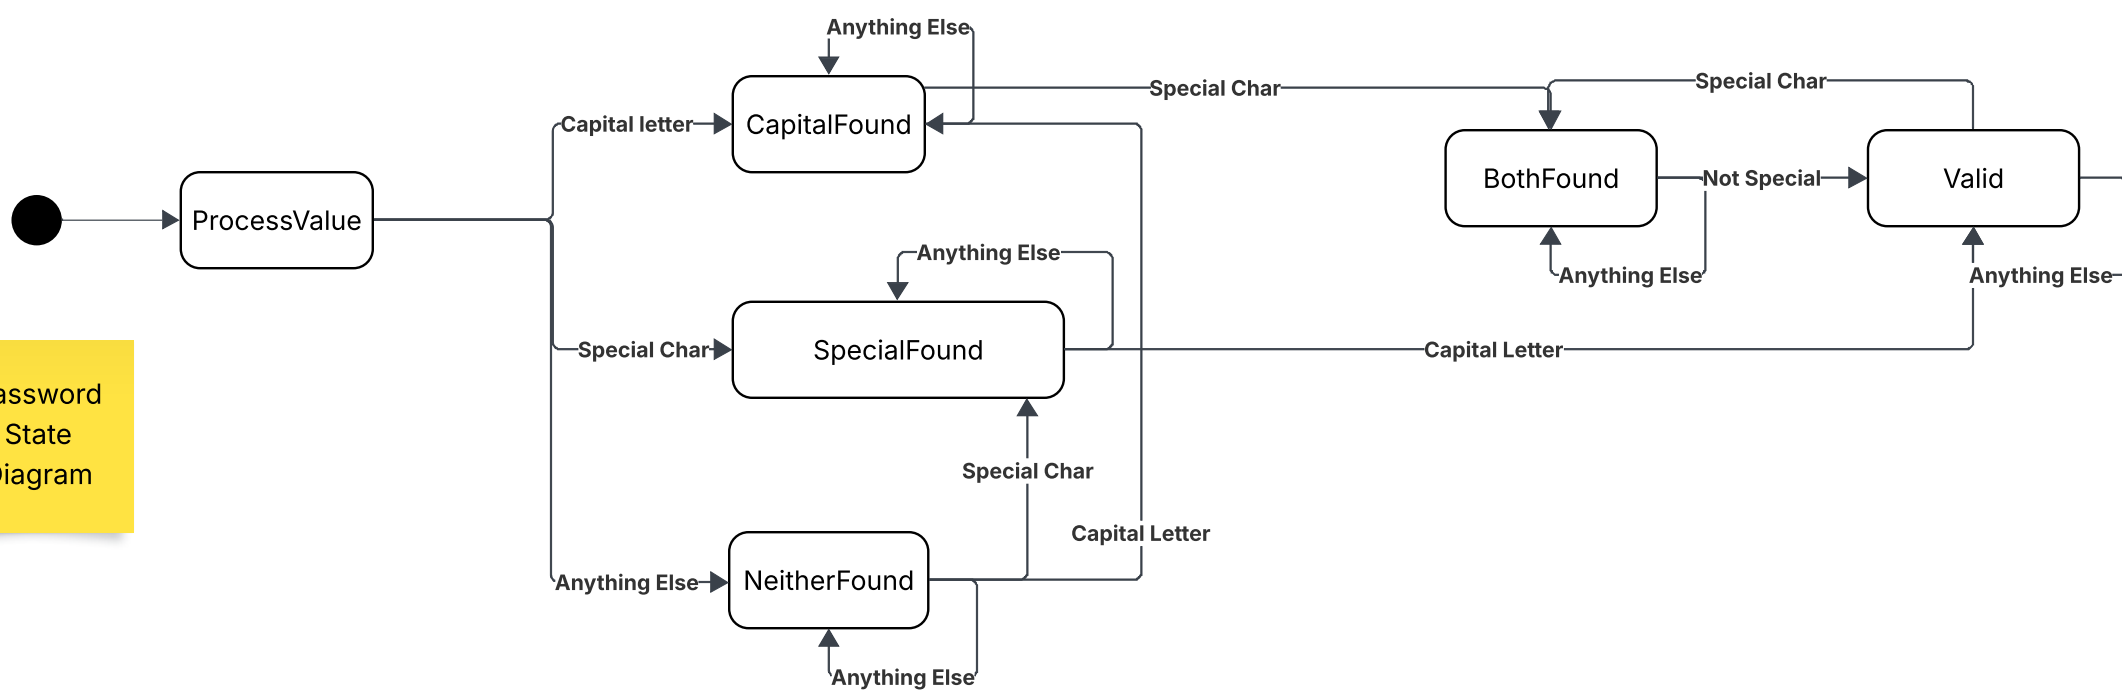 Anything Else
Special Char
Special Char
Capital letter
CapitalFound
BothFound
Not Special
Valid
ProcessValue
Anything Else
Anything Else
Anything Else
Special Char
SpecialFound
Capital Letter
assword
State
Diagram
Special Char
Capital Letter
Anything Else
NeitherFound
Anything Else